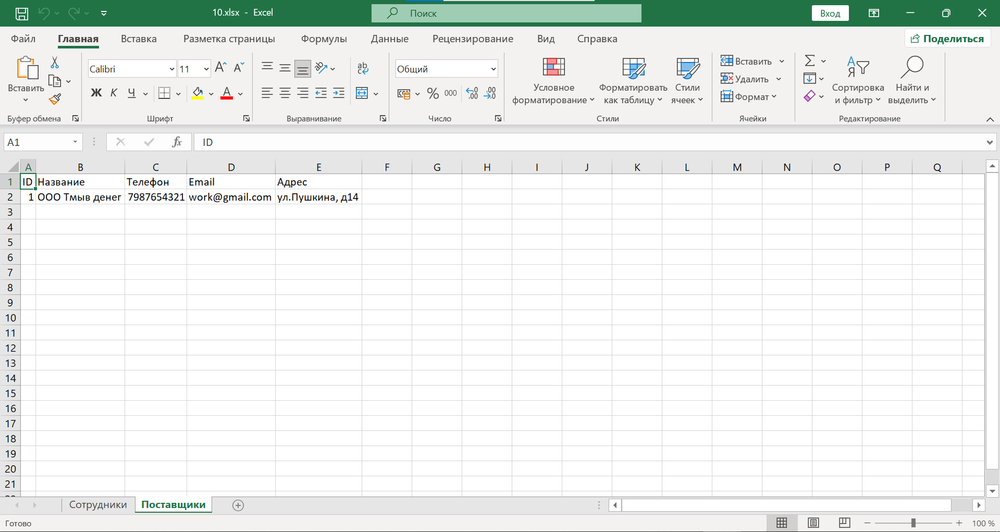 10.xlsx - Excel
Поиск
Вход
Файл Главная Вставка Разметка страницы Формулы Данные Рецензирование Вид Справка
Поделиться
Вставить
Буфер обмена
Calibri 11
Ж К Ч
Шрифт
Выравнивание
Общий
% 000
Число
Условное форматирование
Форматировать как таблицу
Стили ячеек
Стили
Вставить
Удалить
Формат
Ячейки
Сортировка и фильтр
Найти и выделить
Редактирование
A1 fx ID
A B C D E F G H I J K L M N O P Q
1 ID Название Телефон Email Адрес
2 1 ООО Тмыв денег 7987654321 work@gmail.com ул.Пушкина, д14
3
4
5
6
7
8
9
10
11
12
13
14
15
16
17
18
19
20
21
Сотрудники Поставщики
Готово
100 %